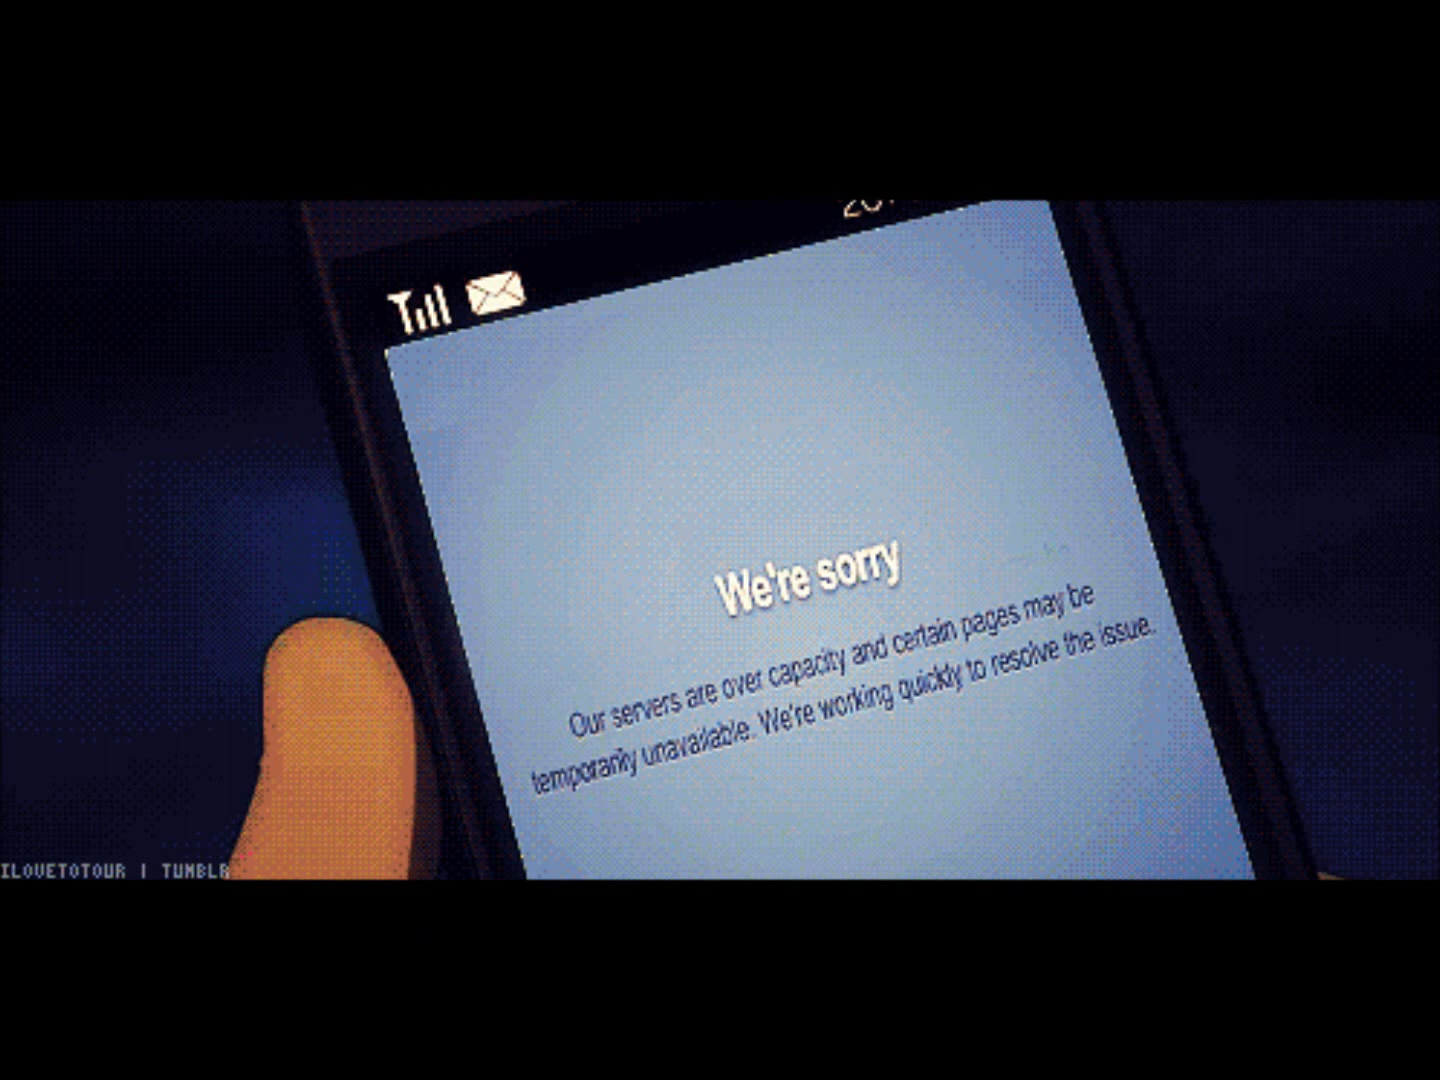 We're sorry
Our servers are over capacity and certain pages may be
temporarily unavailable. We're working quickly to resolve the issue.
ILOVETOTOUR | TUMBLR